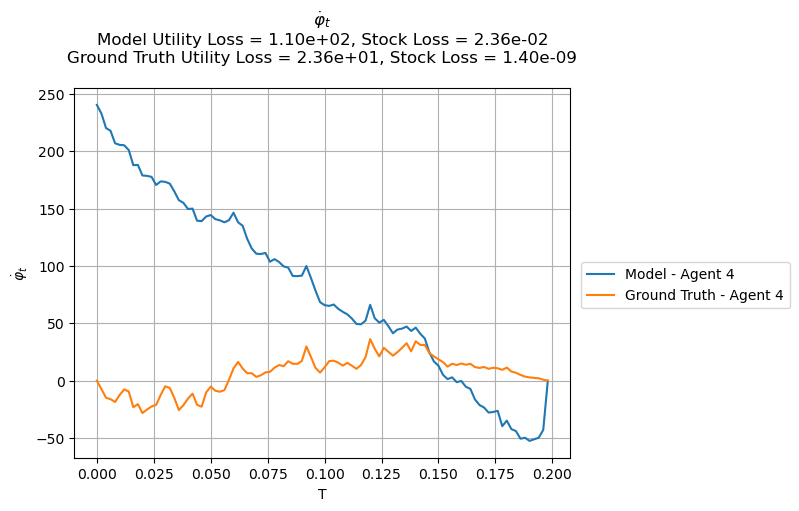 φ̇ₜ
Model Utility Loss = 1.10e+02, Stock Loss = 2.36e-02
Ground Truth Utility Loss = 2.36e+01, Stock Loss = 1.40e-09
250
200
150
100
50
0
−50
φ̇ₜ
0.000
0.025
0.050
0.075
0.100
0.125
0.150
0.175
0.200
T
Model - Agent 4
Ground Truth - Agent 4